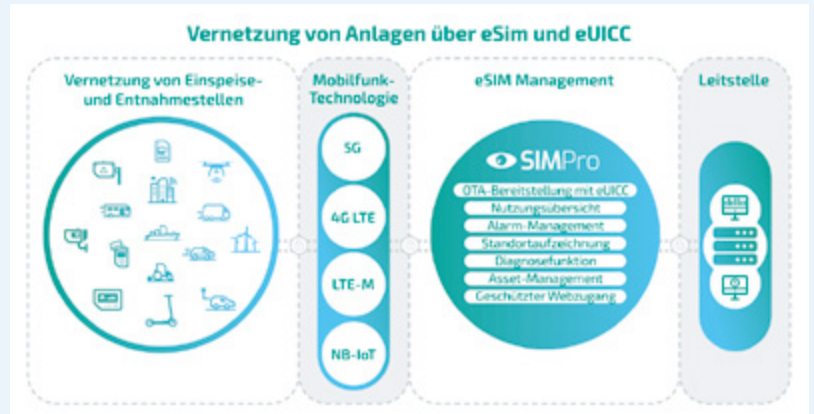 Vernetzung von Anlagen über eSim und eUICC
Vernetzung von Einspeise-
und Entnahmestellen
Mobilfunk-
Technologie
5G
4G LTE
LTE-M
NB-IoT
eSIM Management
SIMPro
OTA-Bereitstellung mit eUICC
Nutzungsübersicht
Alarm-Management
Standortaufzeichnung
Diagnosefunktion
Asset-Management
Geschützter Webzugang
Leitstelle